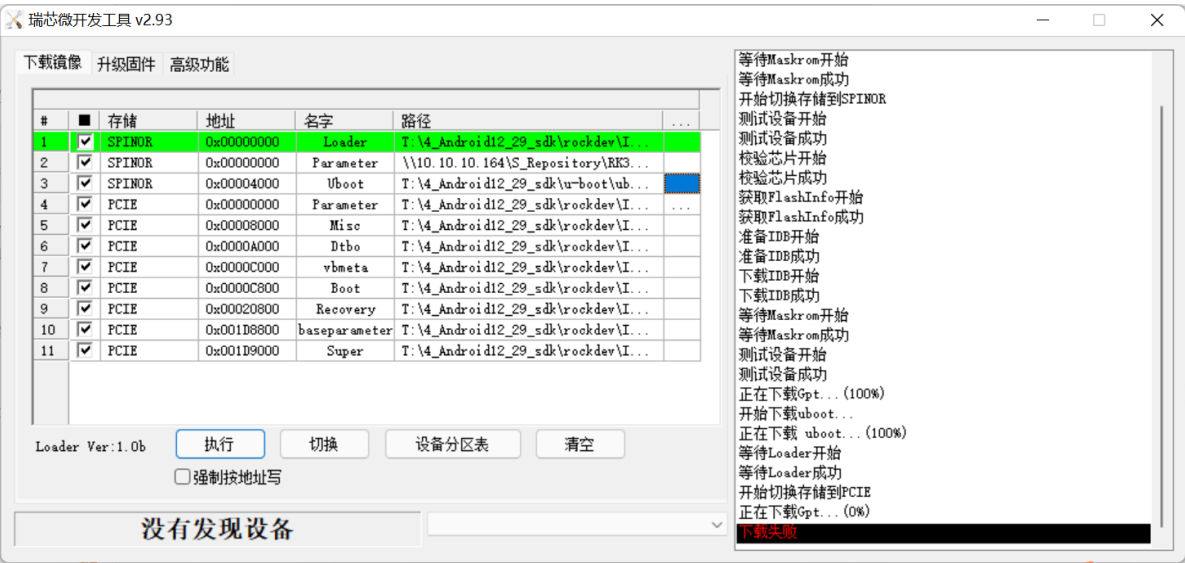 瑞芯微开发工具 v2.93
下载镜像 升级固件 高级功能
# 存储 地址 名字 路径 ...
1 SPINOR 0x00000000 Loader T:\4_Android12_29_sdk\rockdev\I...
2 SPINOR 0x00000000 Parameter \\10.10.10.164\S_Repository\RK3...
3 SPINOR 0x00004000 Uboot T:\4_Android12_29_sdk\u-boot\ub...
4 PCIE 0x00000000 Parameter T:\4_Android12_29_sdk\rockdev\I... ...
5 PCIE 0x00008000 Misc T:\4_Android12_29_sdk\rockdev\I...
6 PCIE 0x0000A000 Dtbo T:\4_Android12_29_sdk\rockdev\I...
7 PCIE 0x0000C000 vbmeta T:\4_Android12_29_sdk\rockdev\I...
8 PCIE 0x0000C800 Boot T:\4_Android12_29_sdk\rockdev\I...
9 PCIE 0x00020800 Recovery T:\4_Android12_29_sdk\rockdev\I...
10 PCIE 0x001D8800 baseparameter T:\4_Android12_29_sdk\rockdev\I...
11 PCIE 0x001D9000 Super T:\4_Android12_29_sdk\rockdev\I...
Loader Ver:1.0b 执行 切换 设备分区表 清空
强制按地址写
没有发现设备
等待Maskrom开始
等待Maskrom成功
开始切换存储到SPINOR
测试设备开始
测试设备成功
校验芯片开始
校验芯片成功
获取FlashInfo开始
获取FlashInfo成功
准备IDB开始
准备IDB成功
下载IDB开始
下载IDB成功
等待Maskrom开始
等待Maskrom成功
测试设备开始
测试设备成功
正在下载Gpt...(100%)
开始下载uboot...
正在下载 uboot...(100%)
等待Loader开始
等待Loader成功
开始切换存储到PCIE
正在下载Gpt...(0%)
下载失败